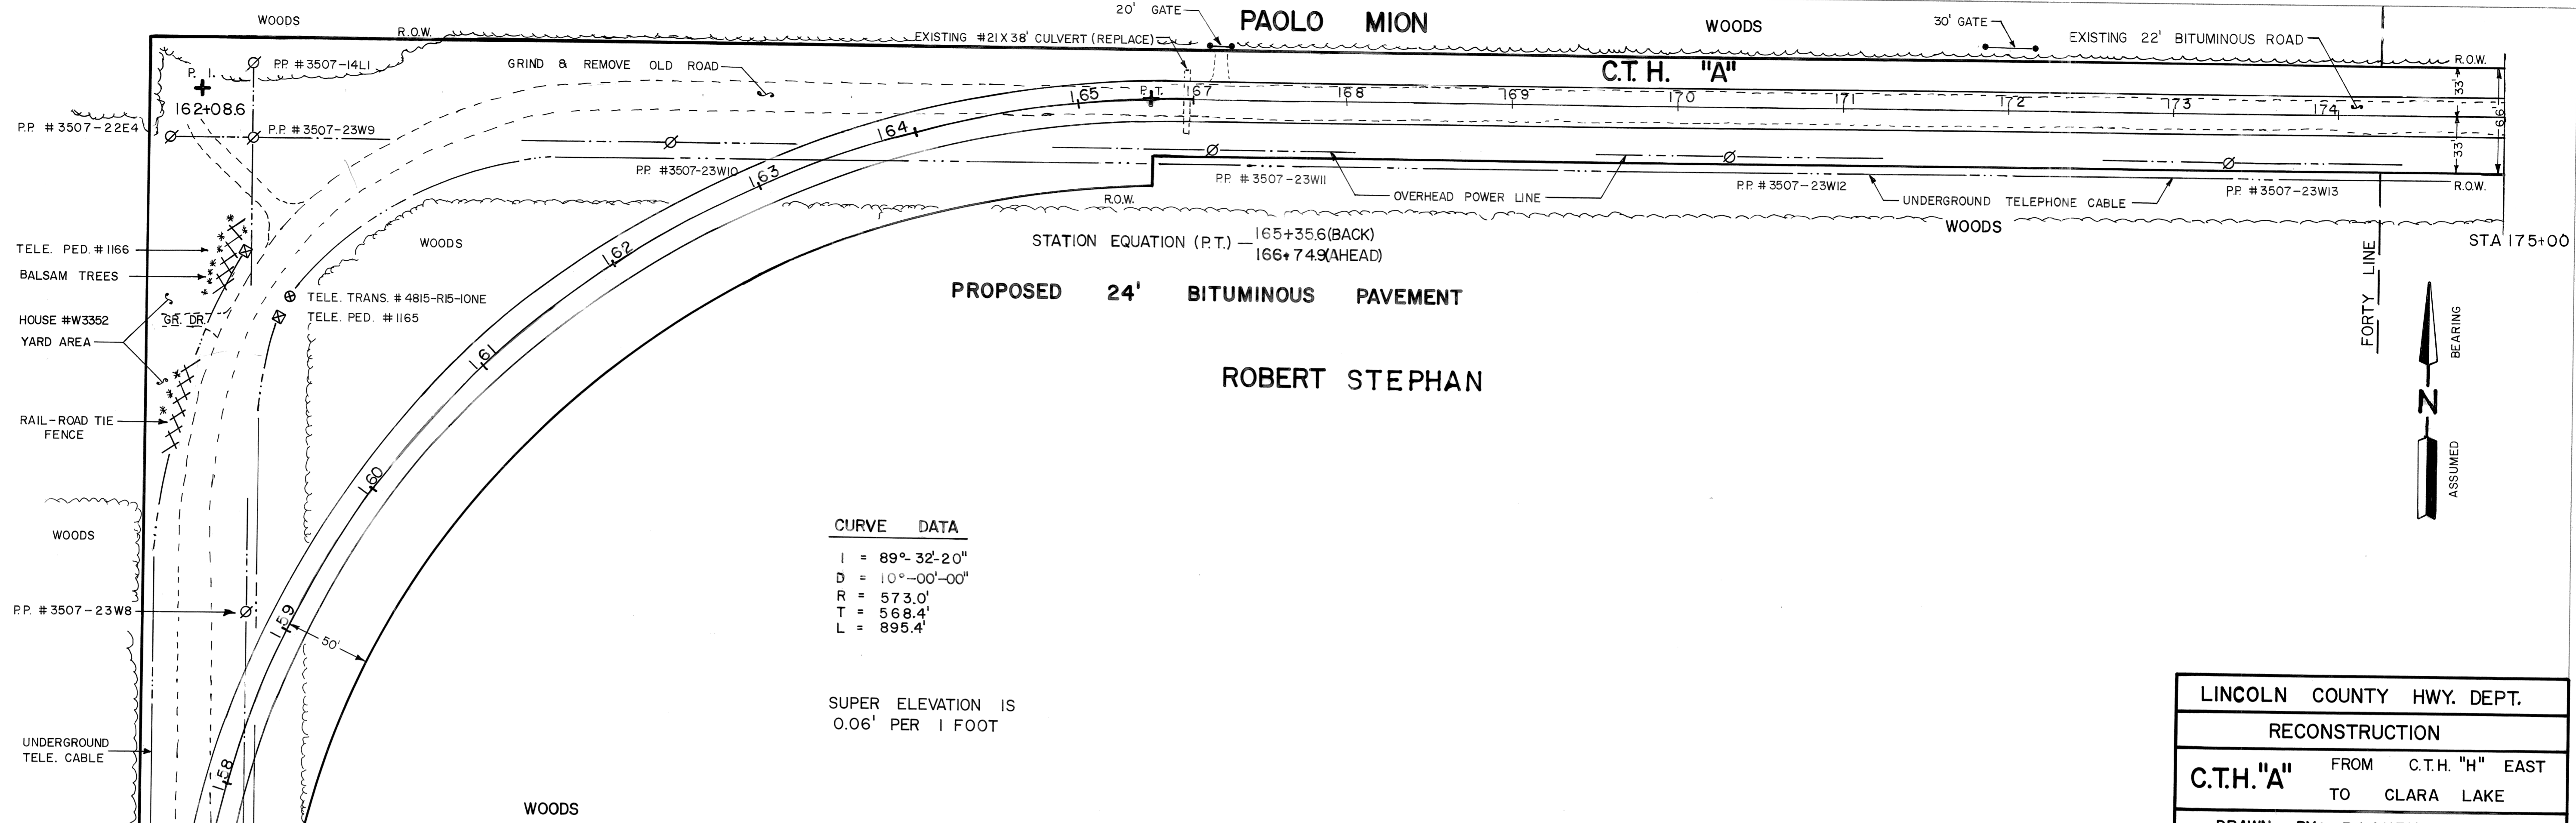 WOODS
R.O.W.
20' GATE
PAOLO MION
WOODS
30' GATE
EXISTING #21X38' CULVERT (REPLACE)
EXISTING 22' BITUMINOUS ROAD
R.O.W.
P.P. #3507-14L1
GRIND & REMOVE OLD ROAD
C.T.H. "A"
P. I.
162+08.6
P.P. #3507-22E4
P.P. #3507-23W9
P.P. #3507-23W10
164
165
P.T.
167
168
169
170
171
172
173
174
33'
66'
33'
163
P.P. #3507-23W11
OVERHEAD POWER LINE
P.P. #3507-23W12
UNDERGROUND TELEPHONE CABLE
P.P. #3507-23W13
R.O.W.
R.O.W.
WOODS
STA 175+00
TELE. PED. #1166
BALSAM TREES
WOODS
162
STATION EQUATION (P.T.) — 165+35.6(BACK)
166+74.9(AHEAD)
FORTY LINE
PROPOSED 24' BITUMINOUS PAVEMENT
TELE. TRANS. #4815-R15-10NE
TELE. PED. #1165
HOUSE #W3352
GR. DR.
YARD AREA
161
ROBERT STEPHAN
BEARING
N
ASSUMED
RAIL-ROAD TIE
FENCE
160
WOODS
CURVE DATA
I = 89°-32'-20"
D = 10°-00'-00"
R = 573.0'
T = 568.4'
L = 895.4'
P.P. #3507-23W8
159
50'
SUPER ELEVATION IS
0.06' PER 1 FOOT
UNDERGROUND
TELE. CABLE
158
WOODS
LINCOLN COUNTY HWY. DEPT.
RECONSTRUCTION
C.T.H. "A"
FROM C.T.H. "H" EAST
TO CLARA LAKE